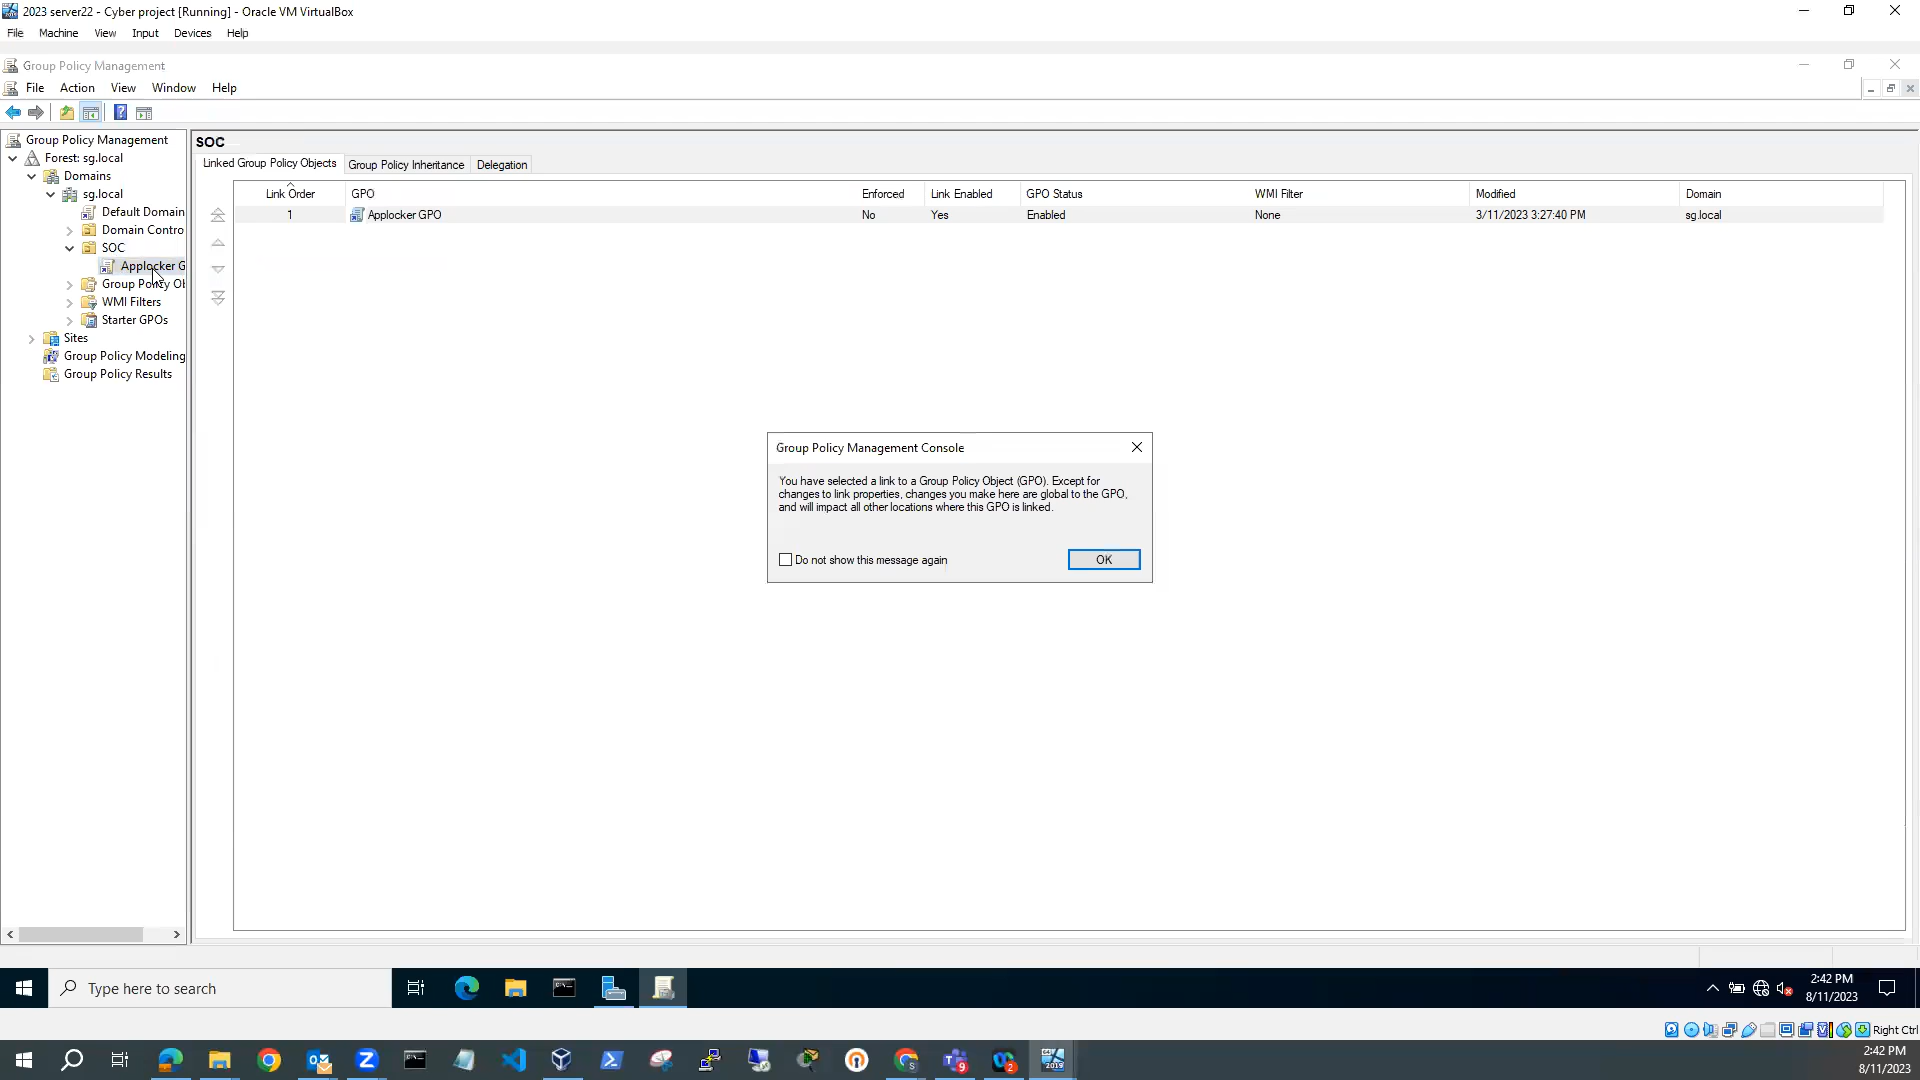 2023 server22 - Cyber project [Running] - Oracle VM VirtualBox
File Machine View Input Devices Help
Group Policy Management
File Action View Window Help
Group Policy Management
Forest: sg.local
Domains
sg.local
Default Domain
Domain Contro
SOC
Applocker G
Group Policy Ob
WMI Filters
Starter GPOs
Sites
Group Policy Modeling
Group Policy Results
SOC
Linked Group Policy Objects Group Policy Inheritance Delegation
Link Order GPO Enforced Link Enabled GPO Status WMI Filter Modified Domain
1 Applocker GPO No Yes Enabled None 3/11/2023 3:27:40 PM sg.local
Group Policy Management Console
You have selected a link to a Group Policy Object (GPO). Except for
changes to link properties, changes you make here are global to the GPO,
and will impact all other locations where this GPO is linked.
Do not show this message again OK
Type here to search
2:42 PM
8/11/2023
Right Ctrl
2:42 PM
8/11/2023